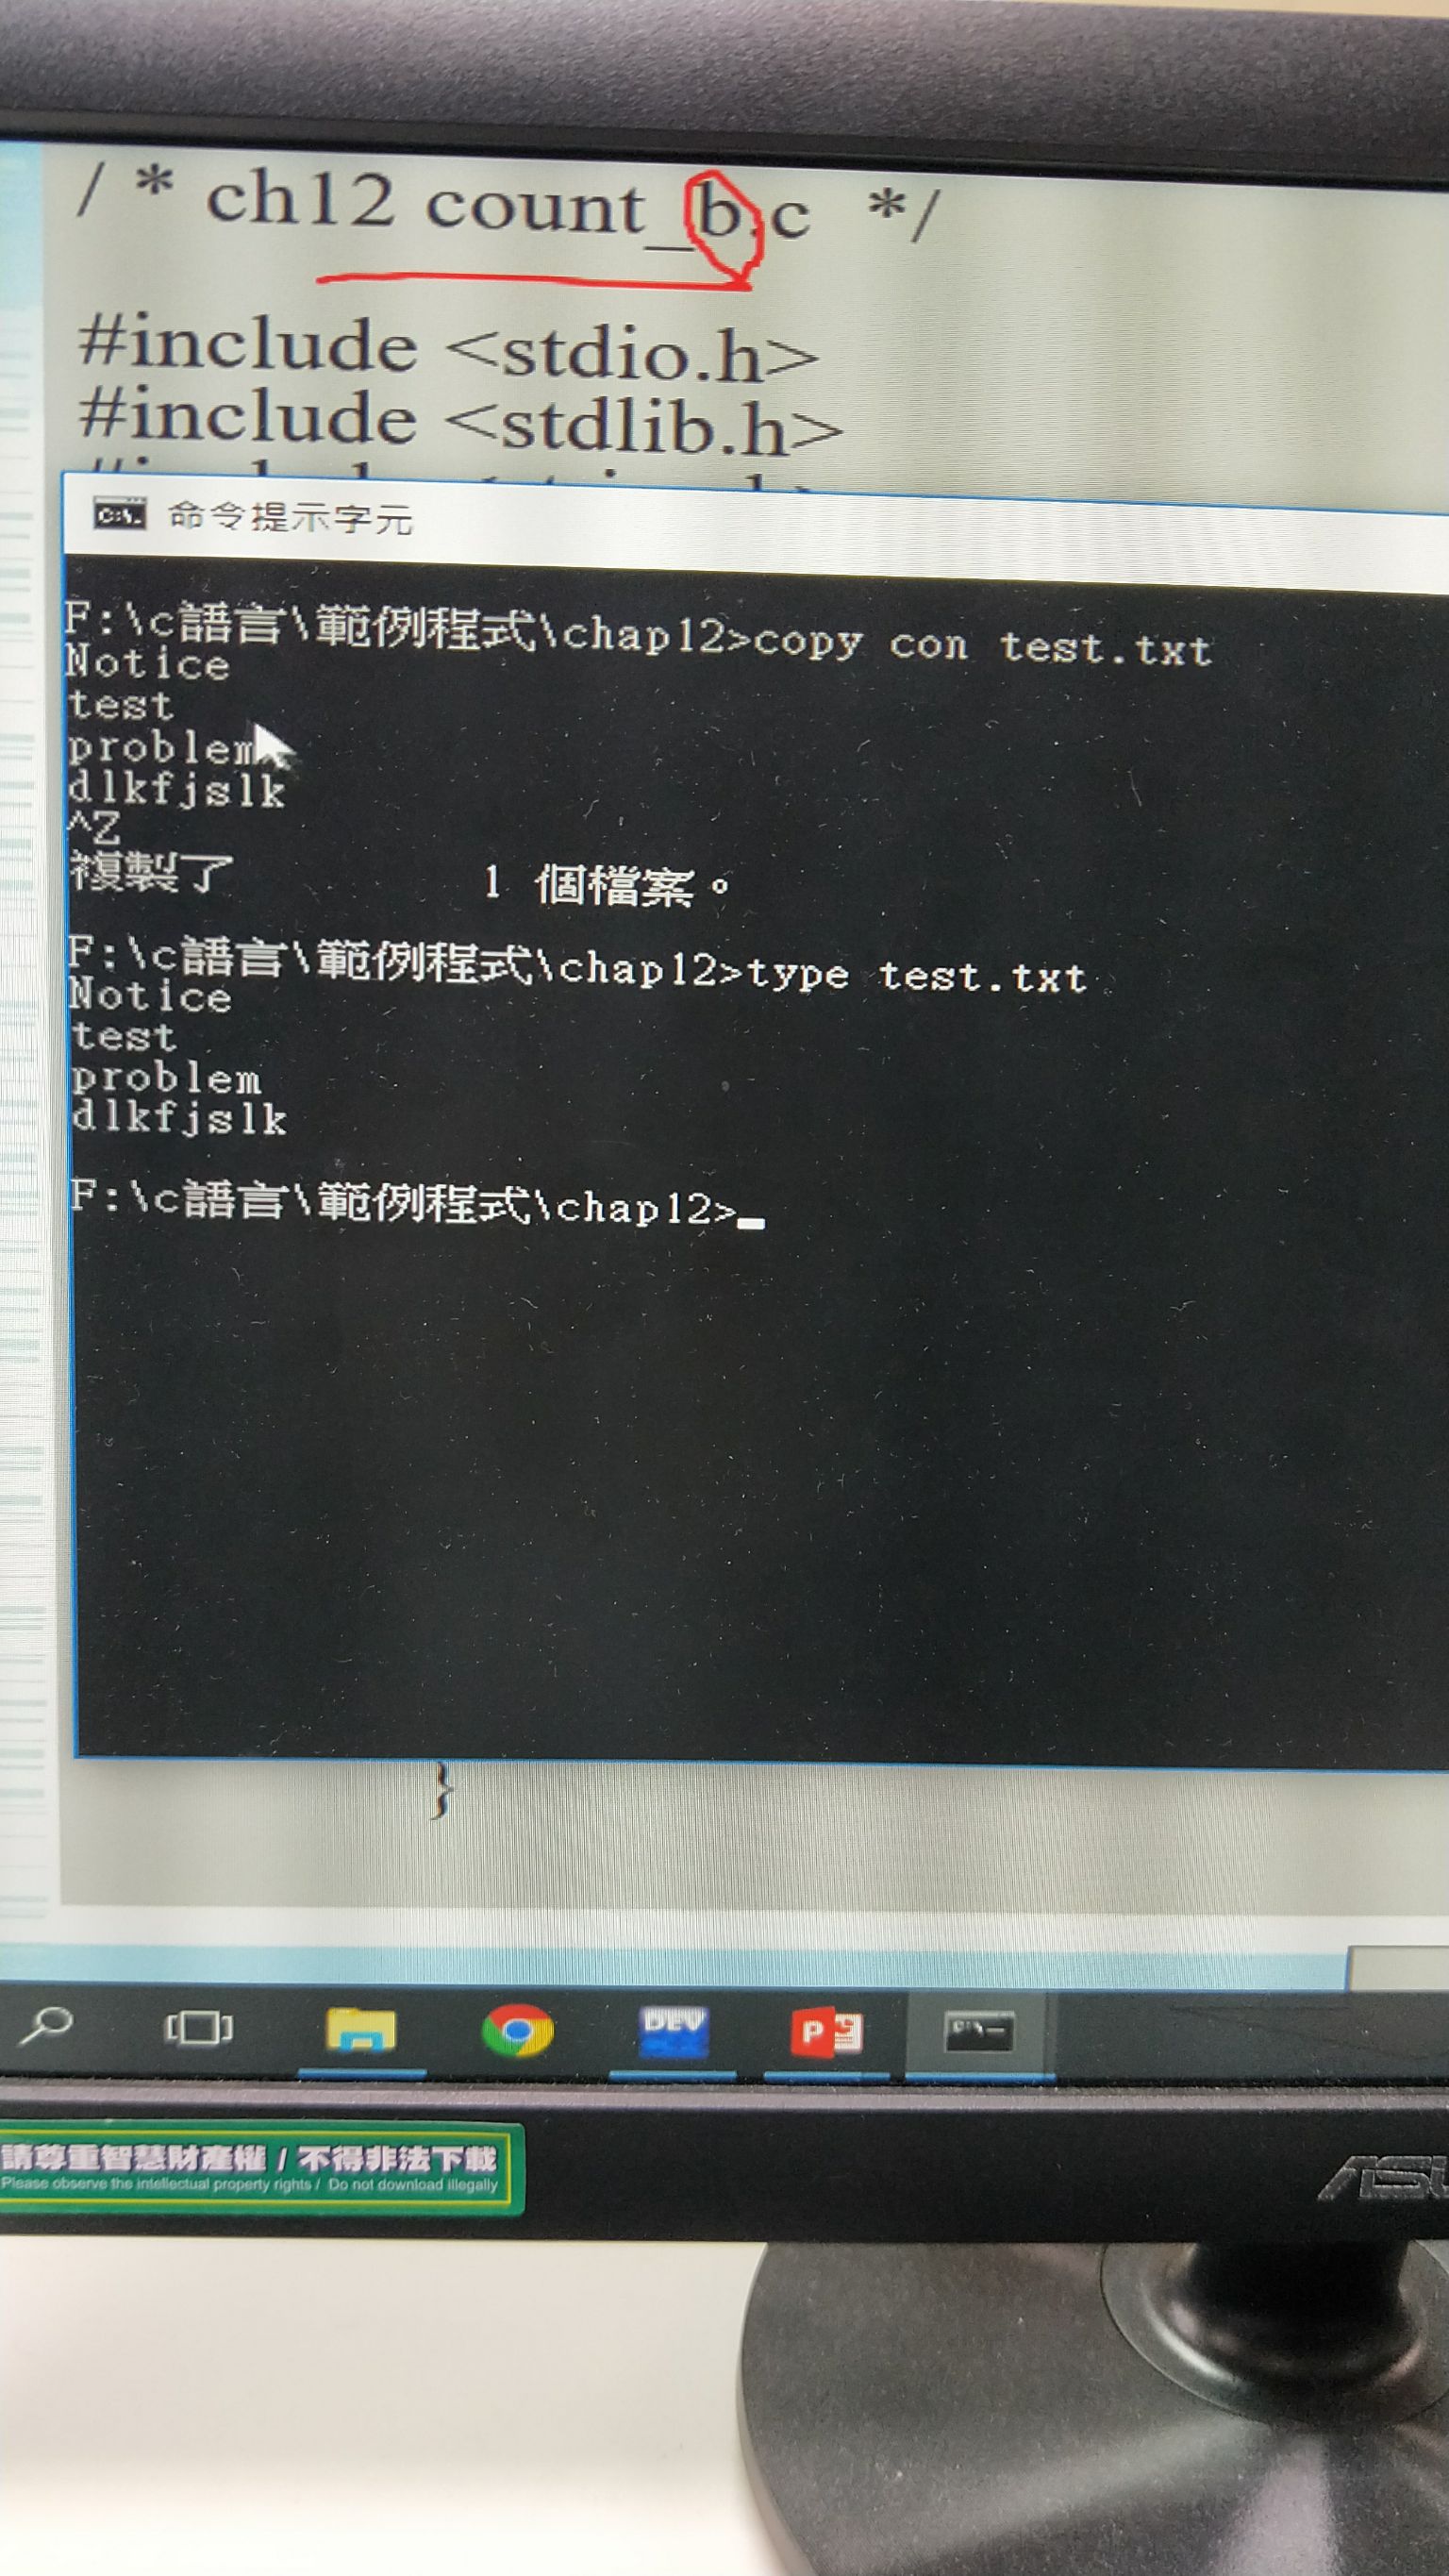 / * ch12 count_b.c */
#include <stdio.h>
#include <stdlib.h>
命令提示字元
F:\c語言\範例程式\chap12>copy con test.txt
Notice
test
problem
dlkfjslk
^Z
複製了 1 個檔案。
F:\c語言\範例程式\chap12>type test.txt
Notice
test
problem
dlkfjslk
F:\c語言\範例程式\chap12>
}
DEV
請尊重智慧財產權 / 不得非法下載
Please observe the intellectual property rights / Do not download illegally